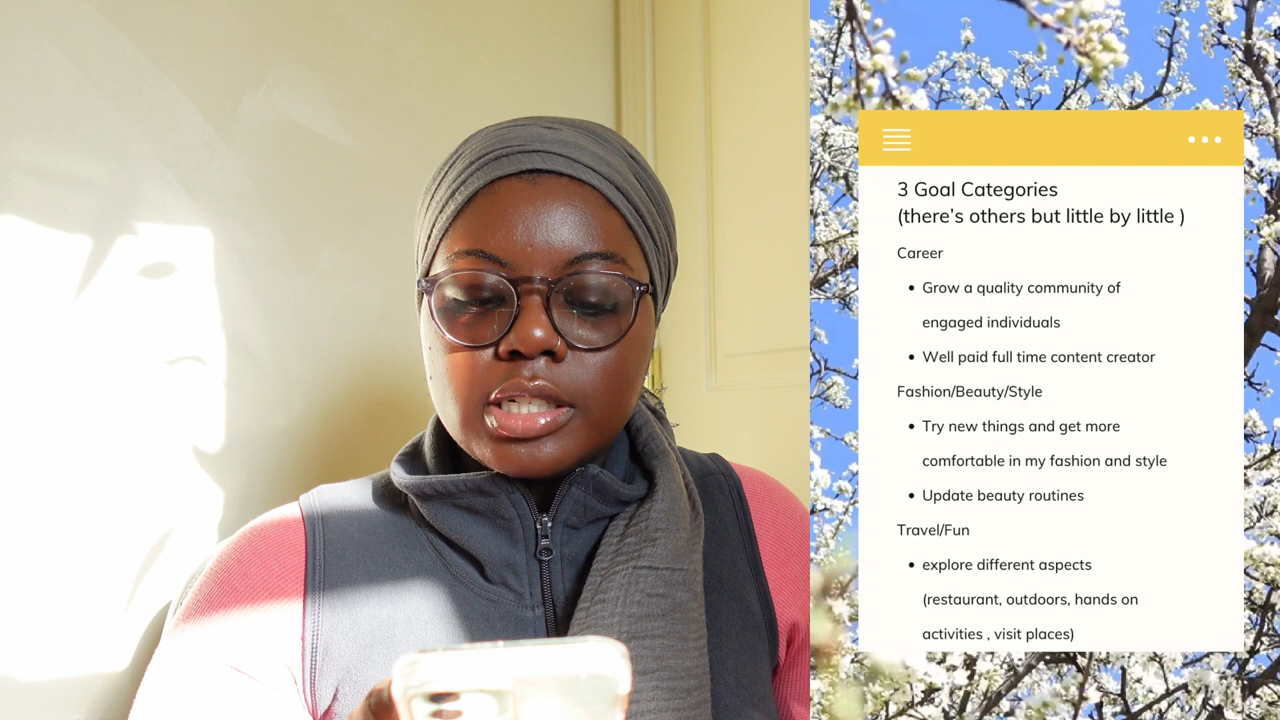 3 Goal Categories
(there's others but little by little )
Career
• Grow a quality community of
engaged individuals
• Well paid full time content creator
Fashion/Beauty/Style
• Try new things and get more
comfortable in my fashion and style
• Update beauty routines
Travel/Fun
• explore different aspects
(restaurant, outdoors, hands on
activities , visit places)